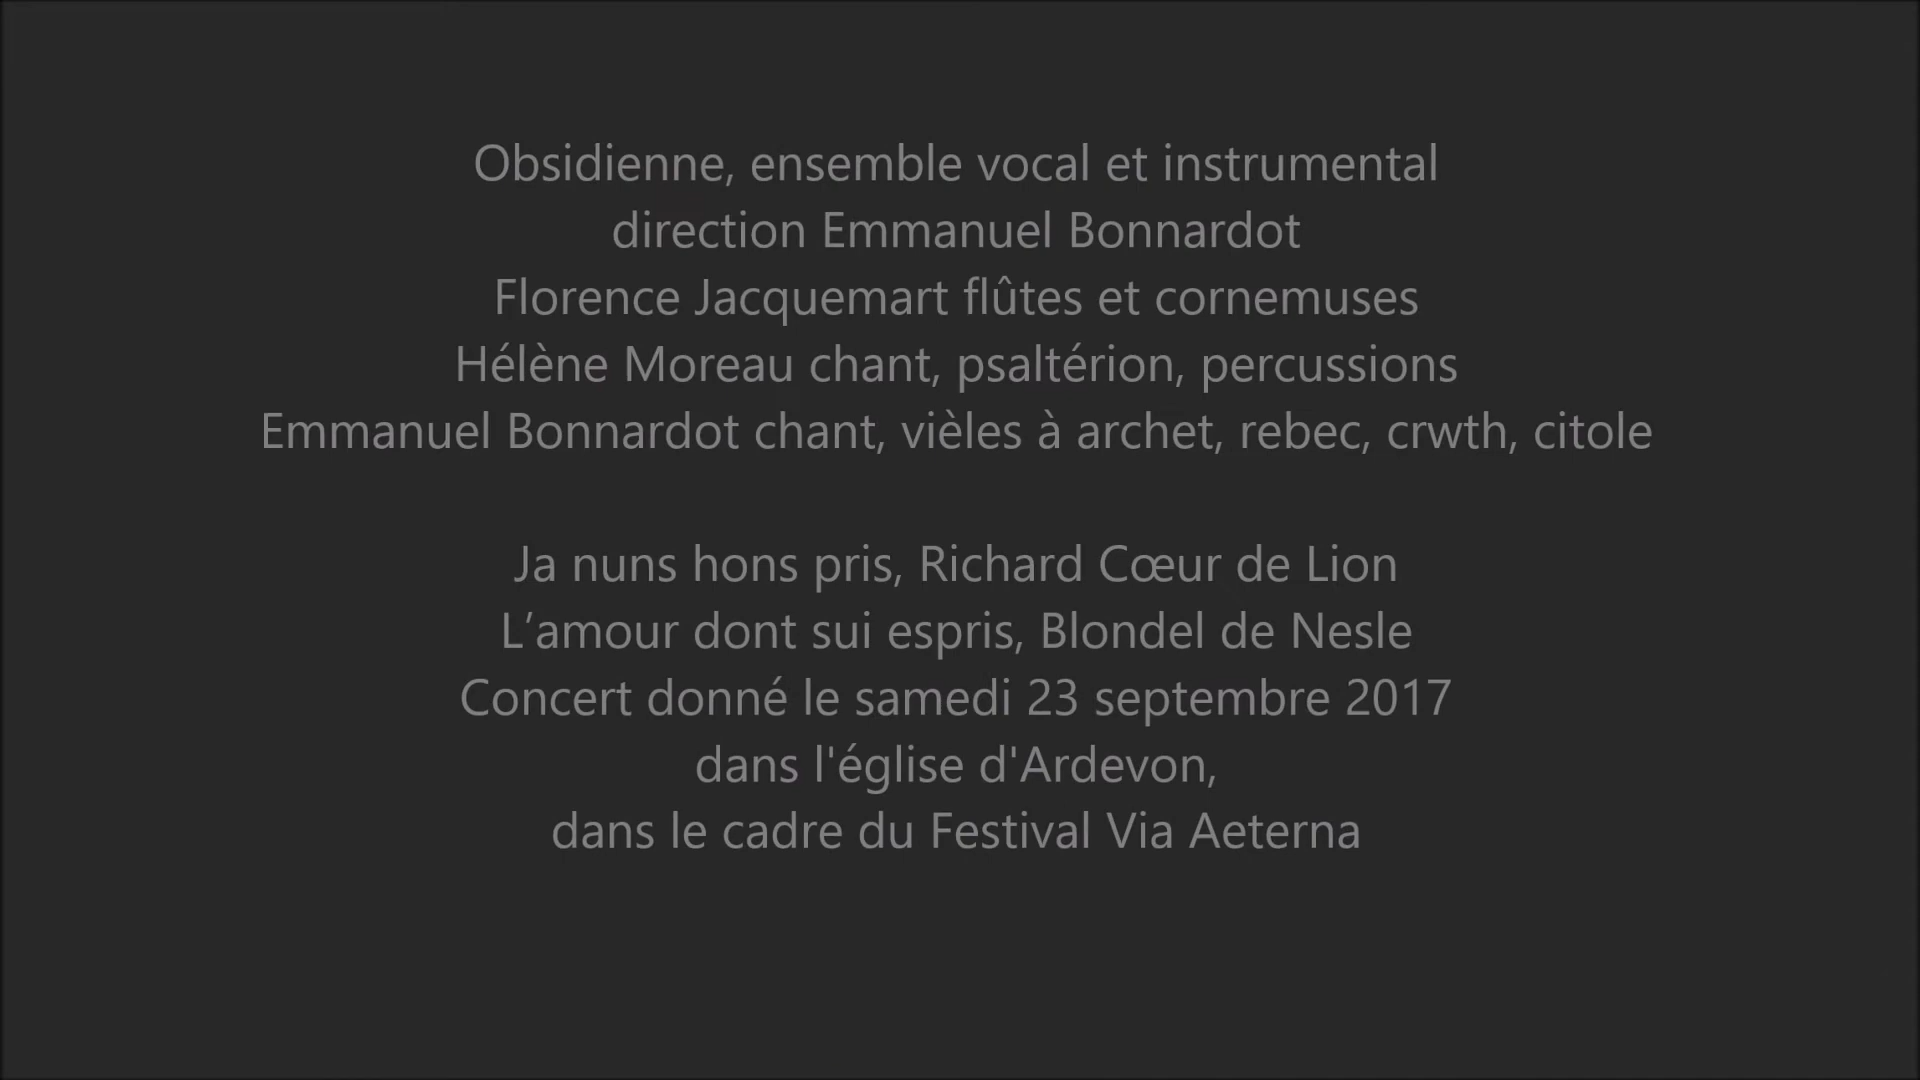 Obsidienne, ensemble vocal et instrumental
direction Emmanuel Bonnardot
Florence Jacquemart flûtes et cornemuses
Hélène Moreau chant, psaltérion, percussions
Emmanuel Bonnardot chant, vièles à archet, rebec, crwth, citole
Ja nuns hons pris, Richard Cœur de Lion
L’amour dont sui espris, Blondel de Nesle
Concert donné le samedi 23 septembre 2017
dans l'église d'Ardevon,
dans le cadre du Festival Via Aeterna